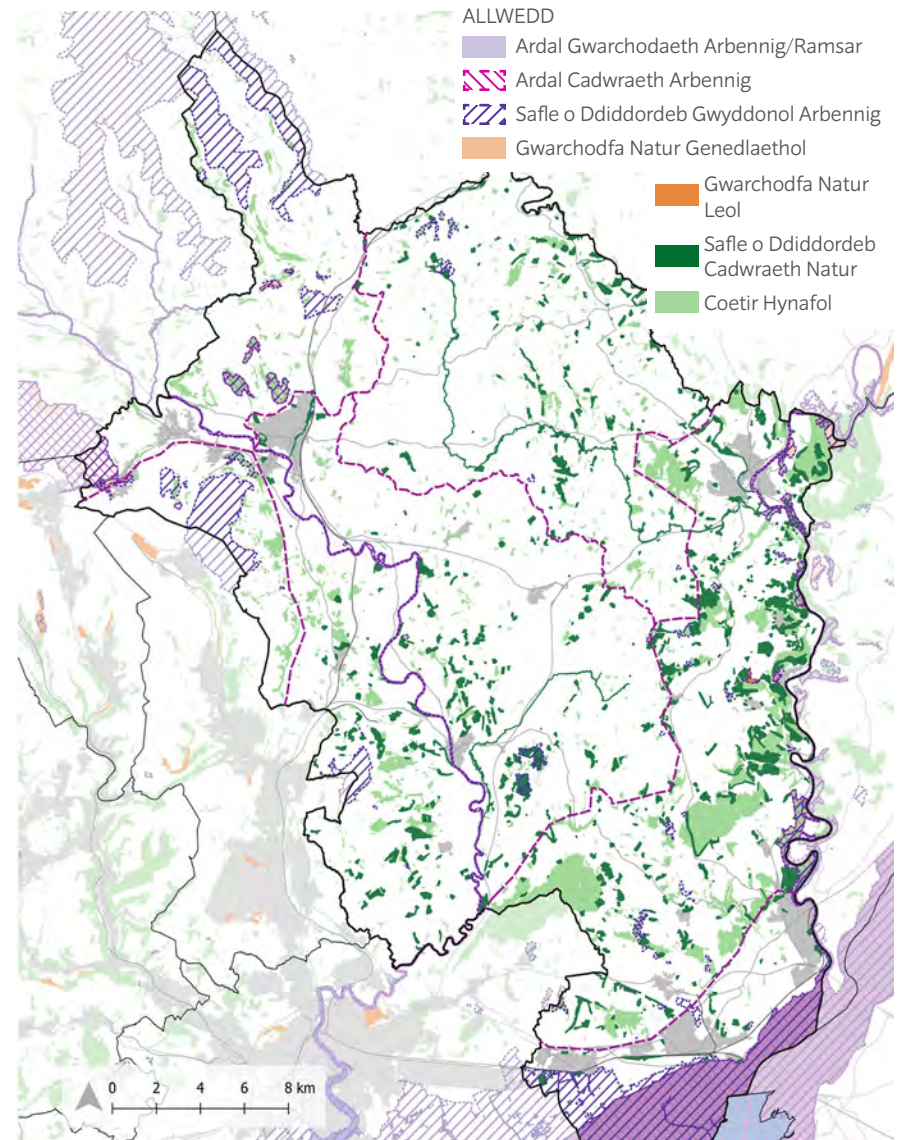 ALLWEDD
Ardal Gwarchodaeth Arbennig/Ramsar
Ardal Cadwraeth Arbennig
Safle o Ddiddordeb Gwyddonol Arbennig
Gwarchodfa Natur Genedlaethol
Gwarchodfa Natur
Leol
Safle o Ddiddordeb
Cadwraeth Natur
Coetir Hynafol
0 2 4 6 8 km